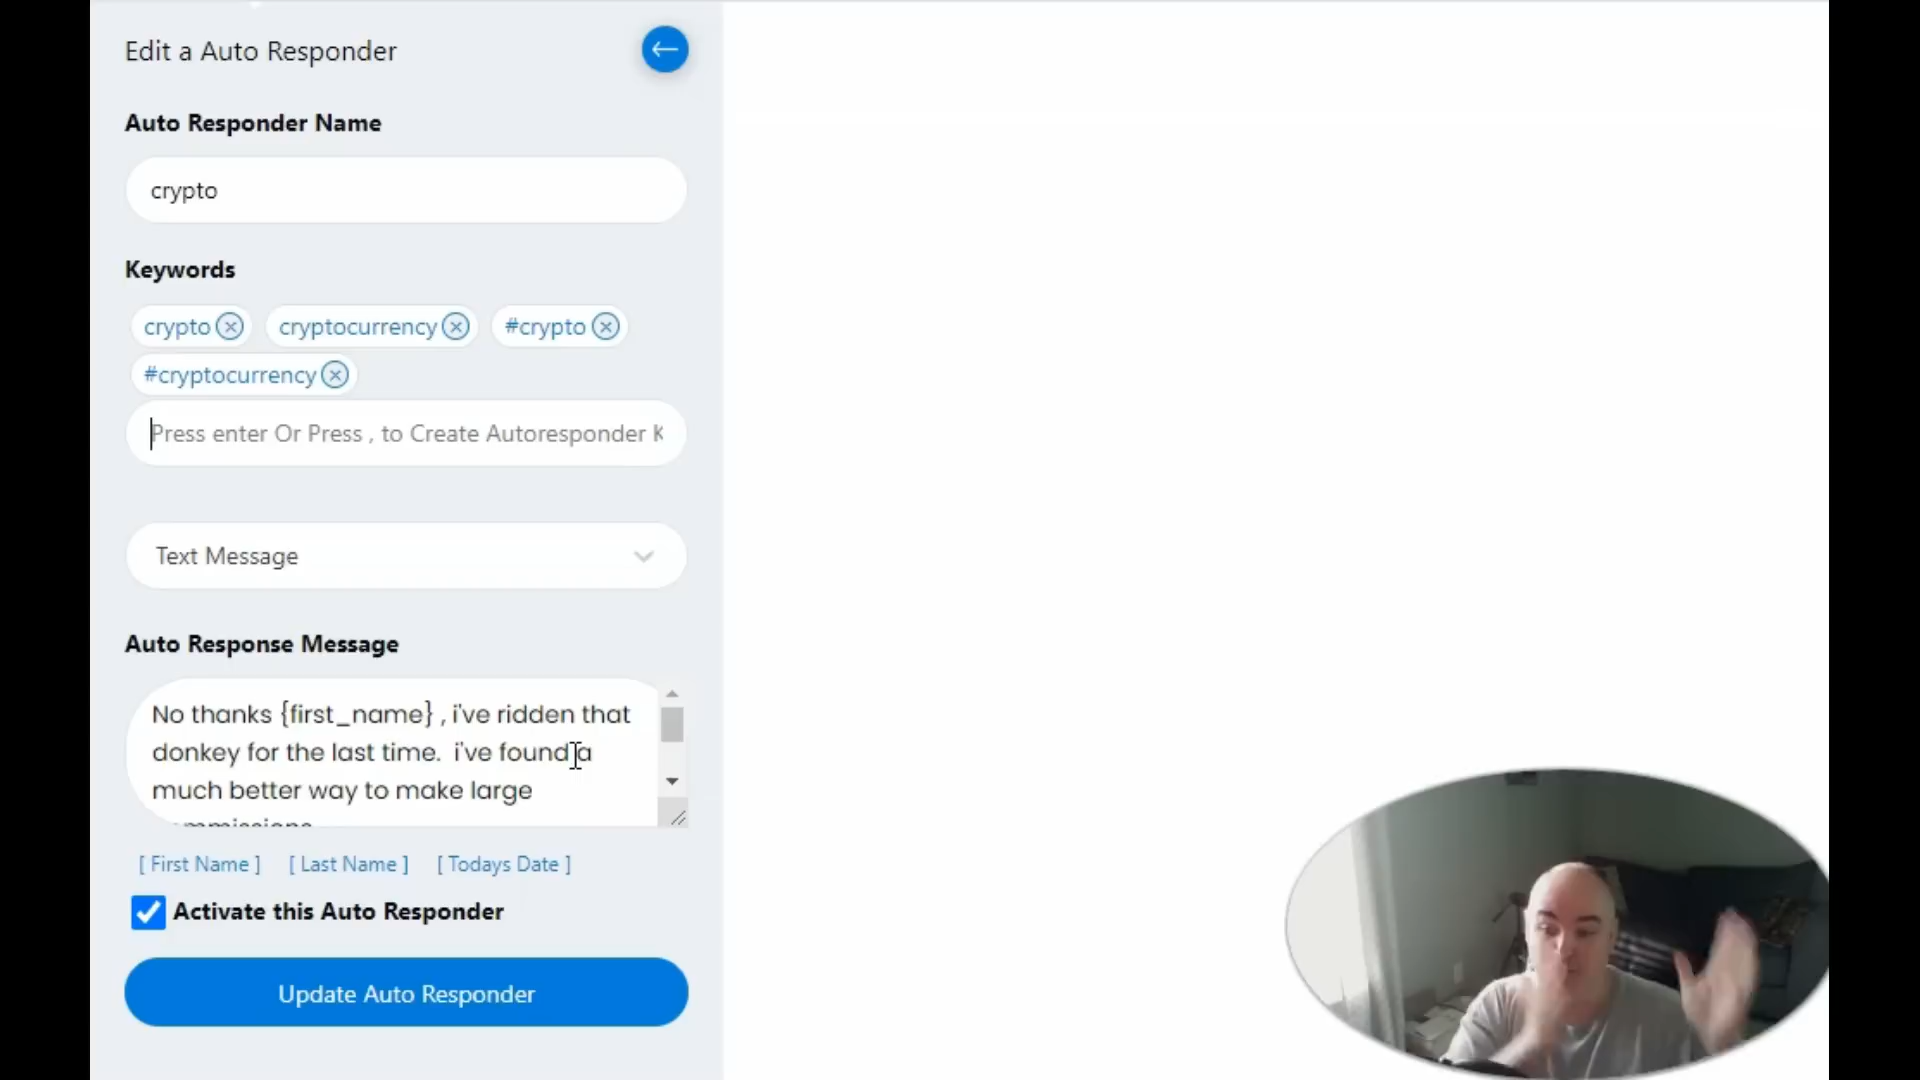 Edit a Auto Responder
Auto Responder Name
crypto
Keywords
crypto cryptocurrency #crypto
#cryptocurrency
Press enter Or Press , to Create Autoresponder K
Text Message
Auto Response Message
No thanks {first_name} , i've ridden that
donkey for the last time.  i've found a
much better way to make large
[ First Name ] [ Last Name ] [ Todays Date ]
Activate this Auto Responder
Update Auto Responder